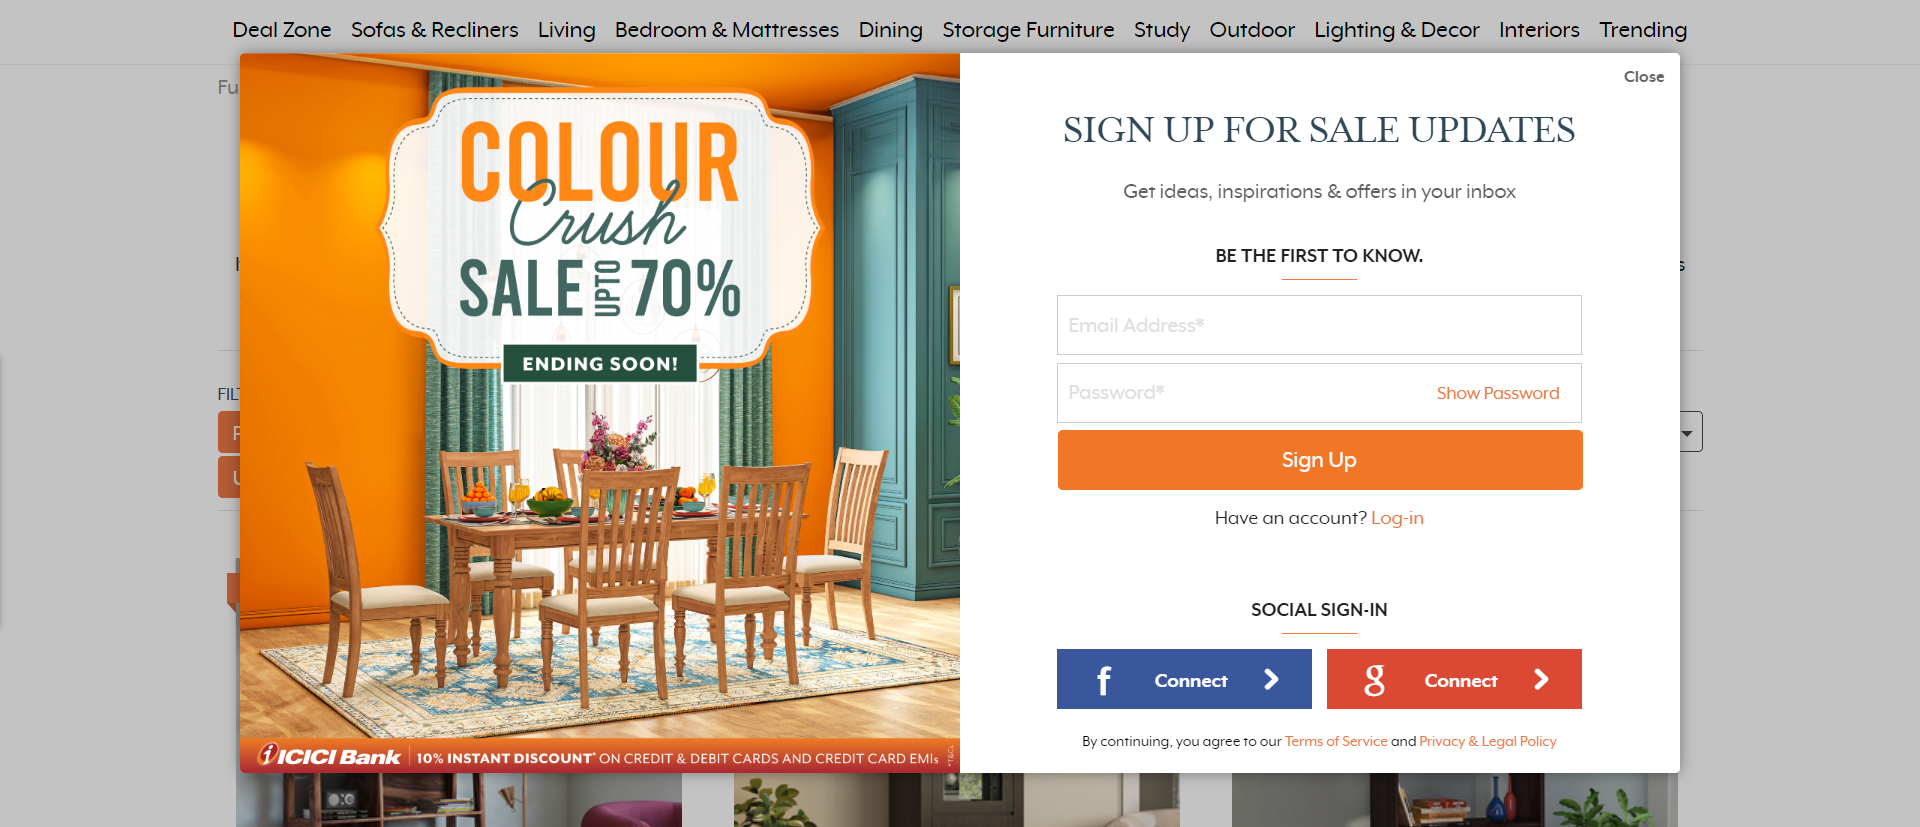 Deal Zone Sofas & Recliners Living Bedroom & Mattresses Dining Storage Furniture Study Outdoor Lighting & Decor Interiors Trending
Close
COLOUR
Crush
SALE UPTO 70%
ENDING SOON!
ICICI Bank 10% INSTANT DISCOUNT* ON CREDIT & DEBIT CARDS AND CREDIT CARD EMIs
*T&Cs
SIGN UP FOR SALE UPDATES
Get ideas, inspirations & offers in your inbox
BE THE FIRST TO KNOW.
Email Address*
Password* Show Password
Sign Up
Have an account? Log-in
SOCIAL SIGN-IN
f Connect
g Connect
By continuing, you agree to our Terms of Service and Privacy & Legal Policy